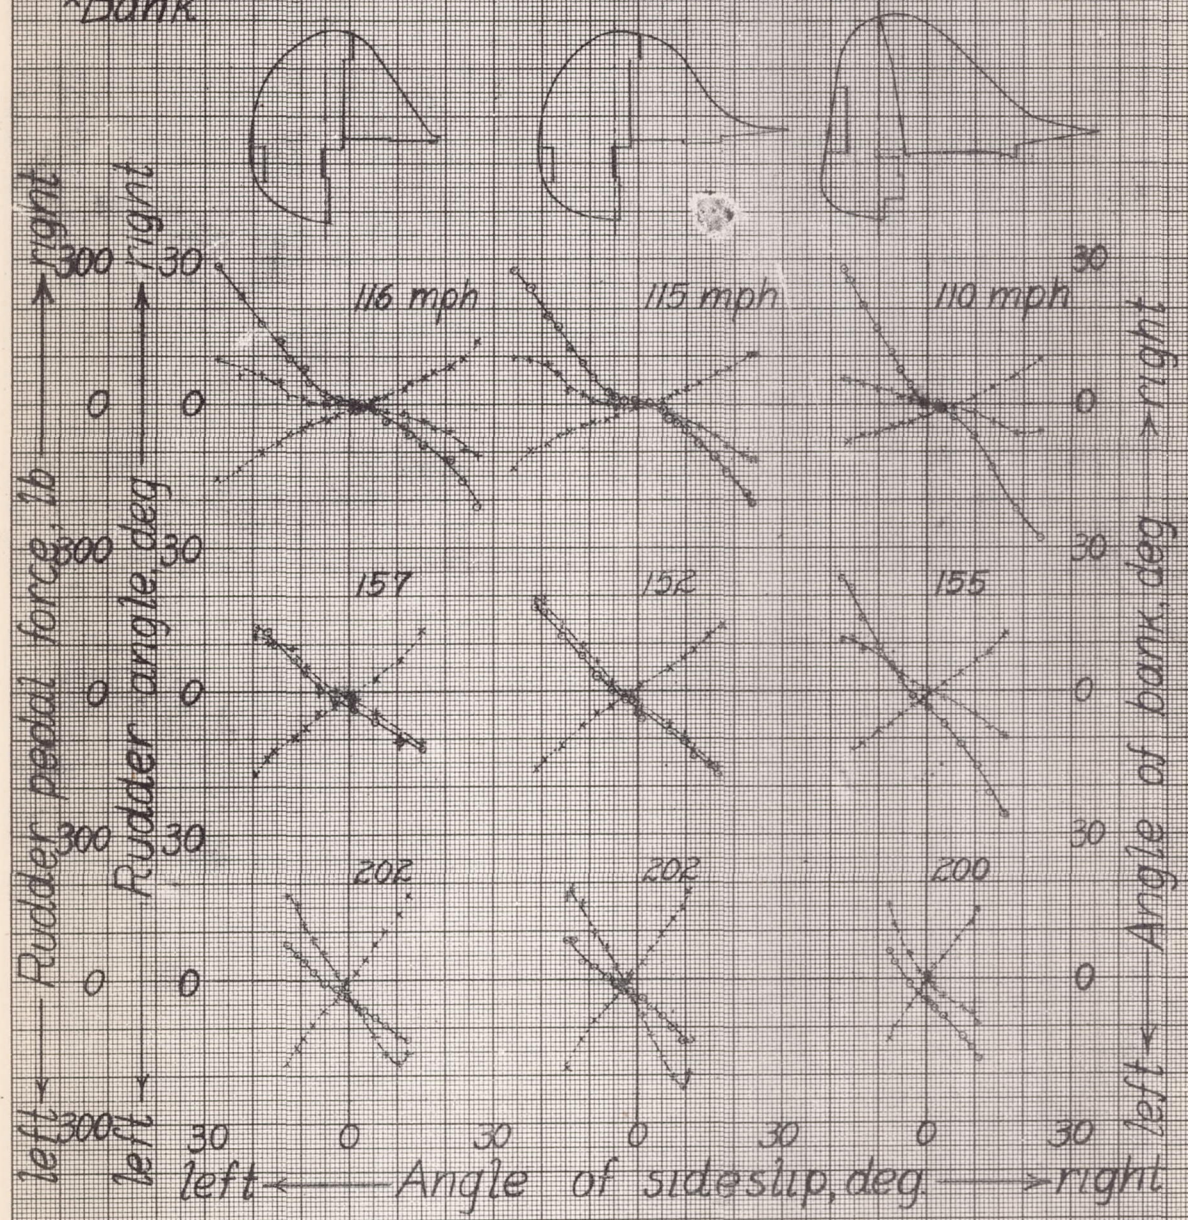 ×Bank
Rudder pedal force, lb
left
right
Rudder angle, deg
left
right
300 30 30
116 mph 115 mph 110 mph
0 0 0
300 30 30
157 152 155
0 0 0
300 30 30
202 202 200
0 0 0
300
30 0 30 0 30 0 30
left Angle of sideslip, deg. right
Angle of bank, deg
left
right